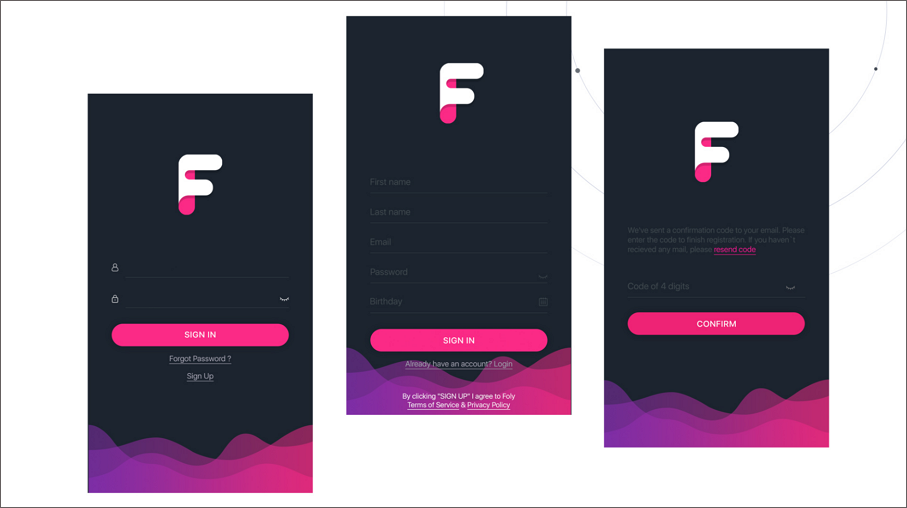 F
SIGN IN
Forgot Password ?
Sign Up
F
First name
Last name
Email
Password
Birthday
SIGN IN
Already have an account? Login
By clicking "SIGN UP" I agree to Foly
Terms of Service & Privacy Policy
F
We've sent a confirmation code to your email. Please
enter the code to finish registration. If you haven`t
recieved any mail, please resend code
Code of 4 digits
CONFIRM